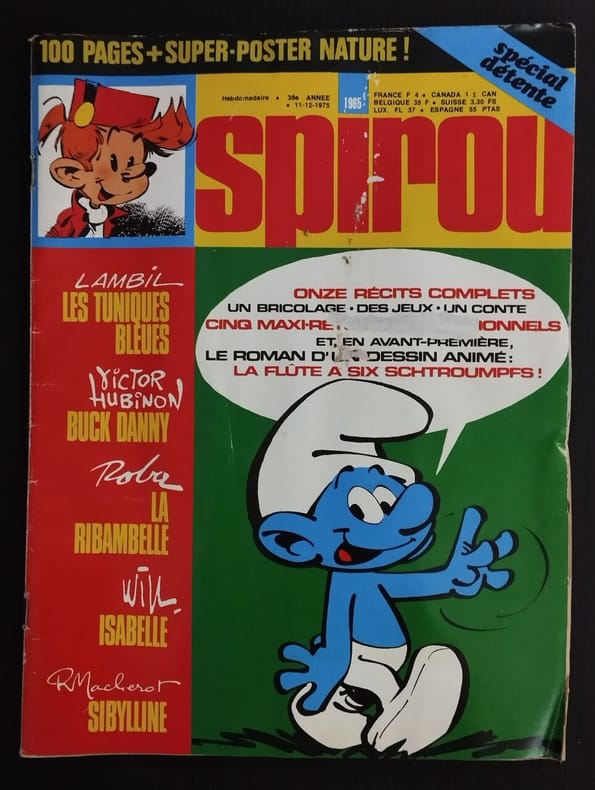 100 PAGES + SUPER-POSTER NATURE !
spécial
détente
Hebdomadaire • 38e ANNEE
• 11-12-1975
1965
FRANCE F 4 • CANADA 1 $ CAN
BELGIQUE 35 F • SUISSE 3.30 FS
LUX. FL 37 • ESPAGNE 55 PTAS
spirou
LAMBIL
LES TUNIQUES
BLEUES
VICTOR
HUBINON
BUCK DANNY
Roba
LA
RIBAMBELLE
Will.
ISABELLE
R. Macherot
SIBYLLINE
ONZE RÉCITS COMPLETS
UN BRICOLAGE • DES JEUX • UN CONTE
CINQ MAXI-RE IONNELS
ET, EN AVANT-PREMIÈRE,
LE ROMAN D'UN DESSIN ANIMÉ :
LA FLÛTE A SIX SCHTROUMPFS !